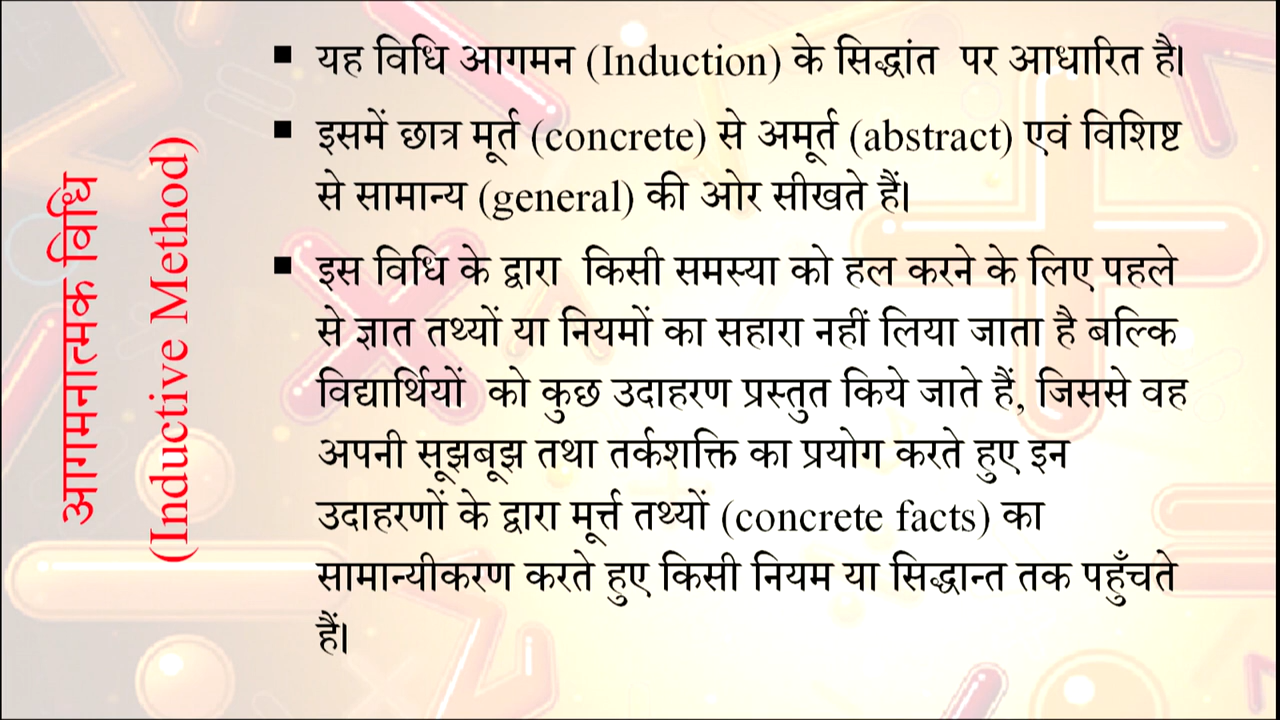 आगमनात्मक विधि
(Inductive Method)
▪ यह विधि आगमन (Induction) के सिद्धांत पर आधारित है।
▪ इसमें छात्र मूर्त (concrete) से अमूर्त (abstract) एवं विशिष्ट
से सामान्य (general) की ओर सीखते हैं।
▪ इस विधि के द्वारा किसी समस्या को हल करने के लिए पहले
से ज्ञात तथ्यों या नियमों का सहारा नहीं लिया जाता है बल्कि
विद्यार्थियों को कुछ उदाहरण प्रस्तुत किये जाते हैं, जिससे वह
अपनी सूझबूझ तथा तर्कशक्ति का प्रयोग करते हुए इन
उदाहरणों के द्वारा मूर्त्त तथ्यों (concrete facts) का
सामान्यीकरण करते हुए किसी नियम या सिद्धान्त तक पहुँचते
हैं।